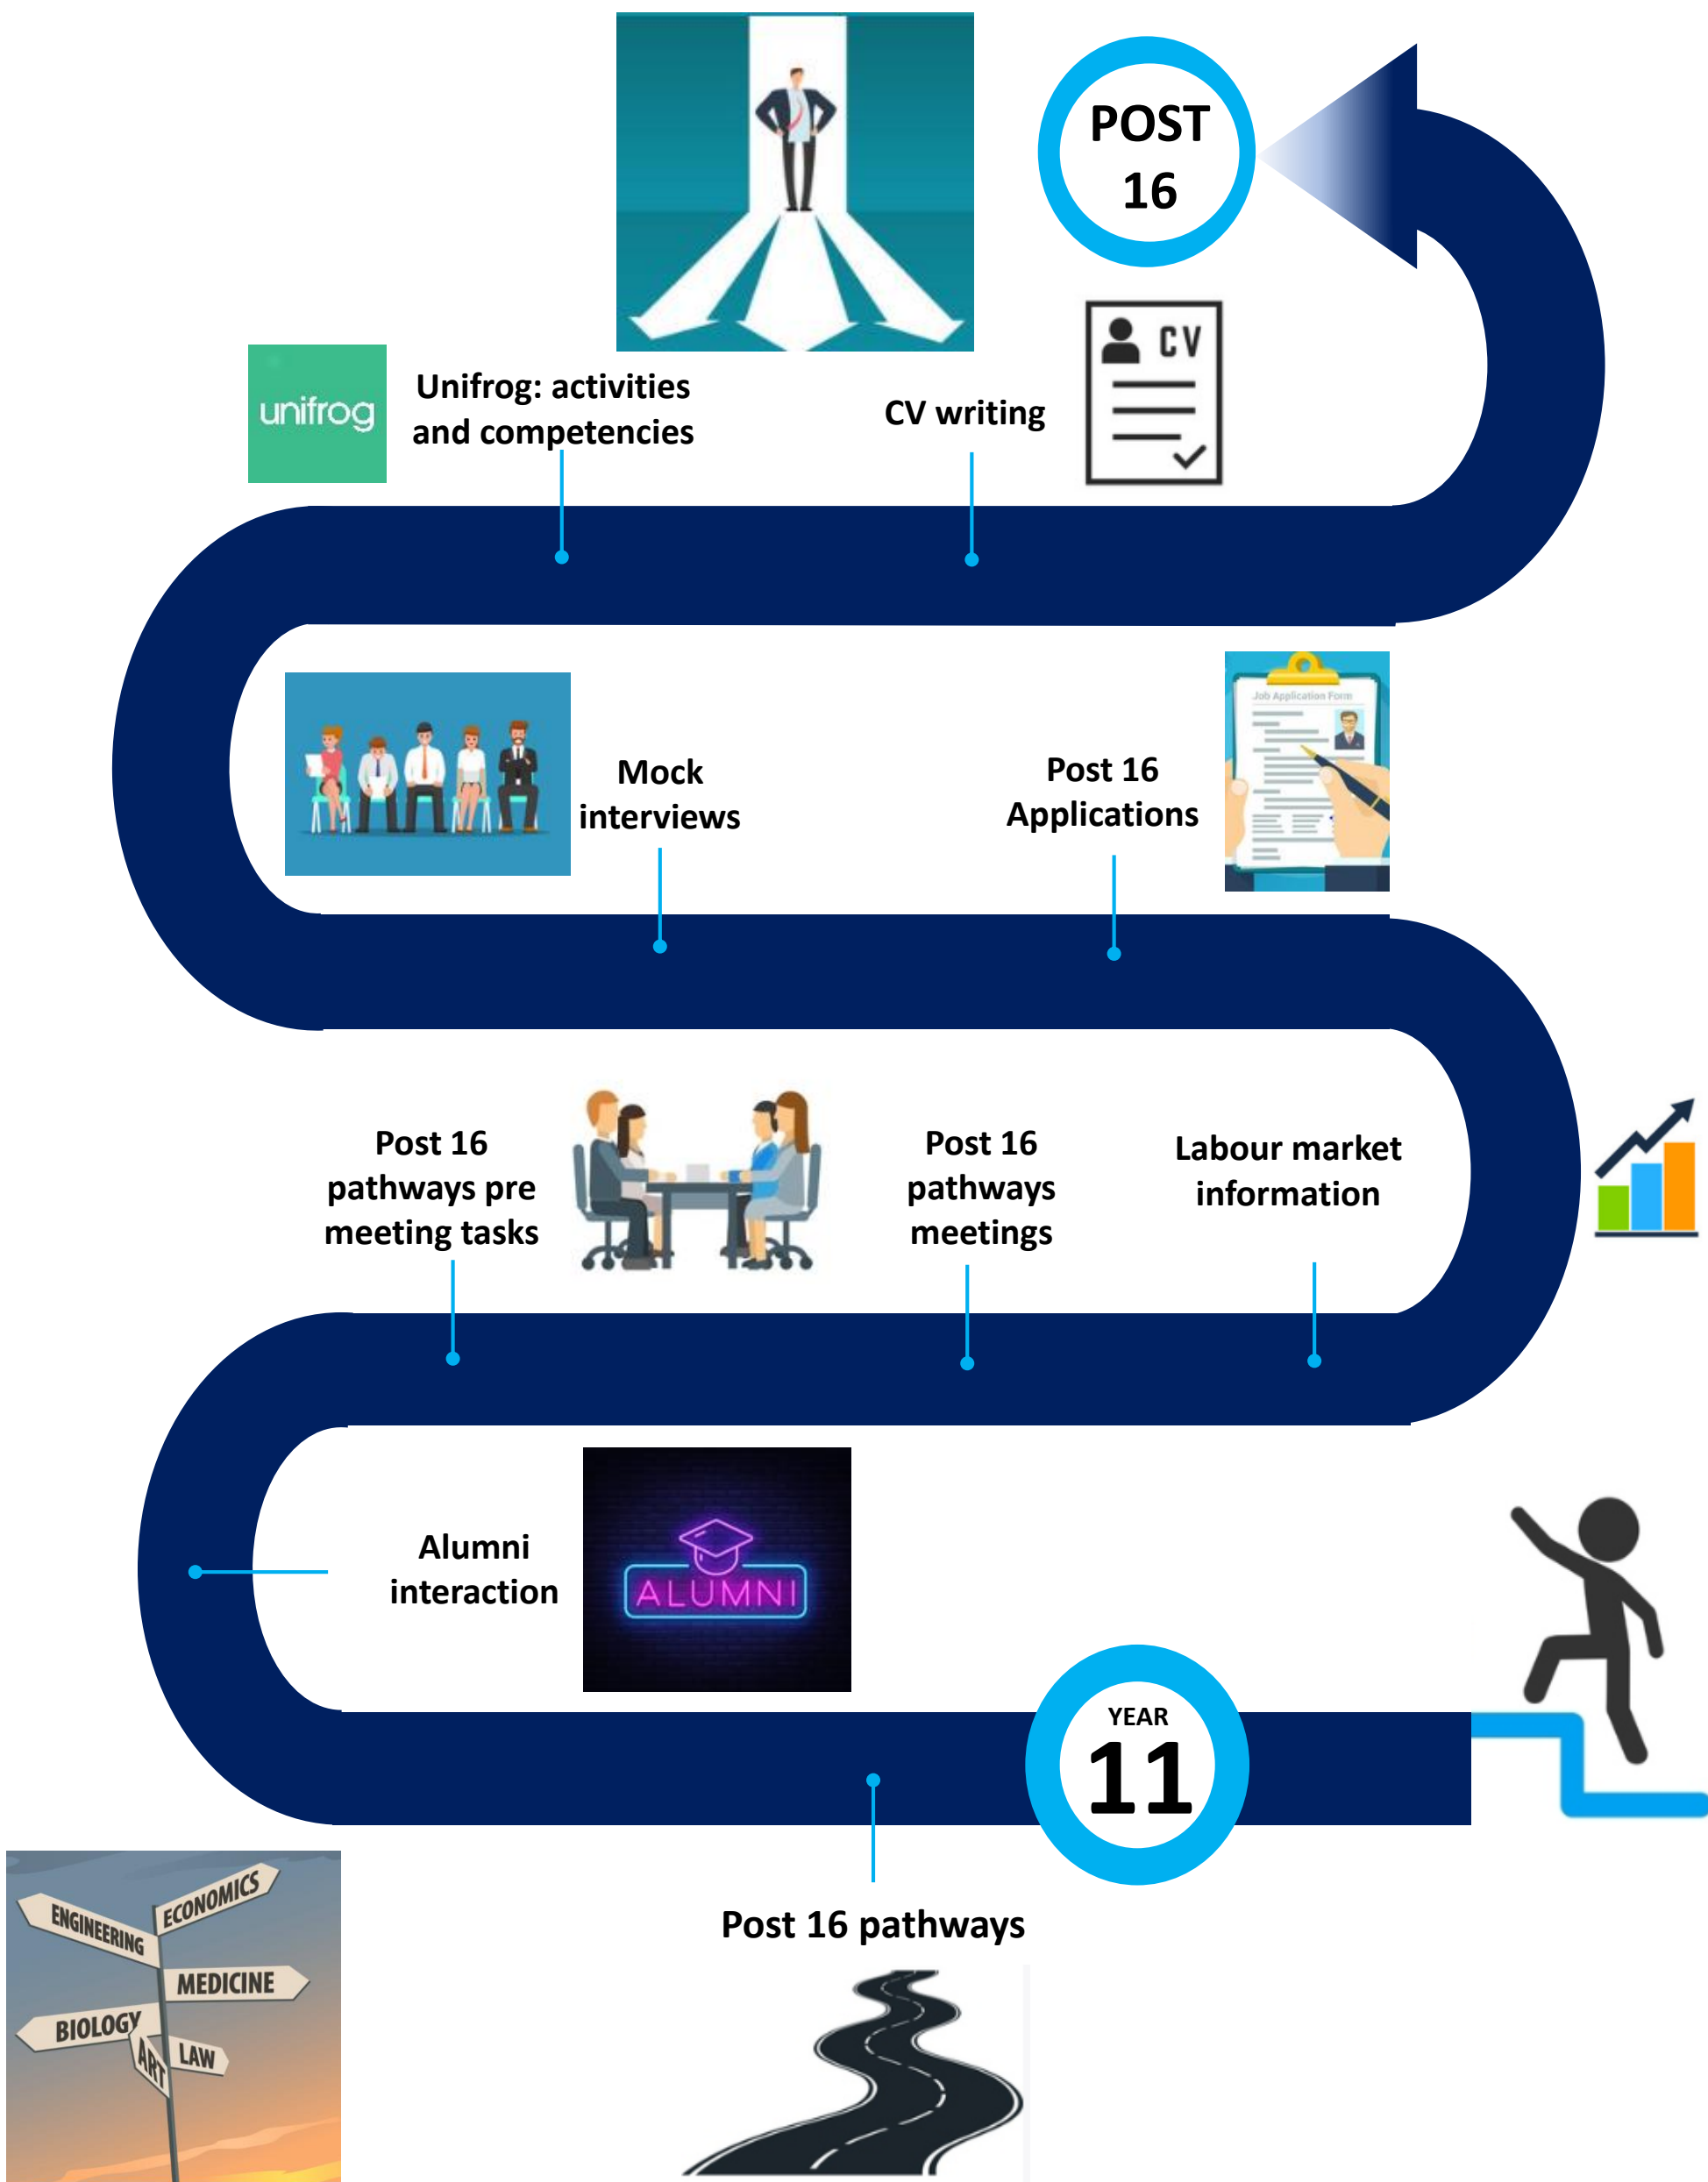 POST
16
CV
unifrog
Unifrog: activities
and competencies
CV writing
Job Application Form
Mock
interviews
Post 16
Applications
Post 16
pathways pre
meeting tasks
Post 16
pathways
meetings
Labour market
information
Alumni
interaction
ALUMNI
YEAR
11
Post 16 pathways
ECONOMICS
ENGINEERING
MEDICINE
BIOLOGY
ART
LAW